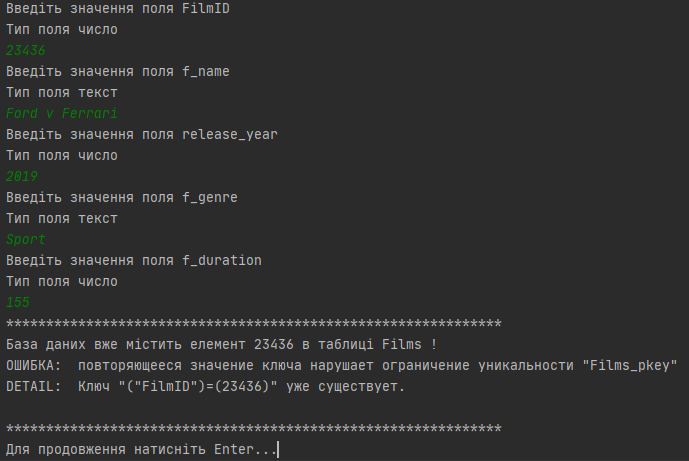 Введіть значення поля FilmID
Тип поля число
23436
Введіть значення поля f_name
Тип поля текст
Ford v Ferrari
Введіть значення поля release_year
Тип поля число
2019
Введіть значення поля f_genre
Тип поля текст
Sport
Введіть значення поля f_duration
Тип поля число
155
**************************************************************
База даних вже містить елемент 23436 в таблиці Films !
ОШИБКА:  повторяющееся значение ключа нарушает ограничение уникальности "Films_pkey"
DETAIL:  Ключ "("FilmID")=(23436)" уже существует.
**************************************************************
Для продовження натисніть Enter...